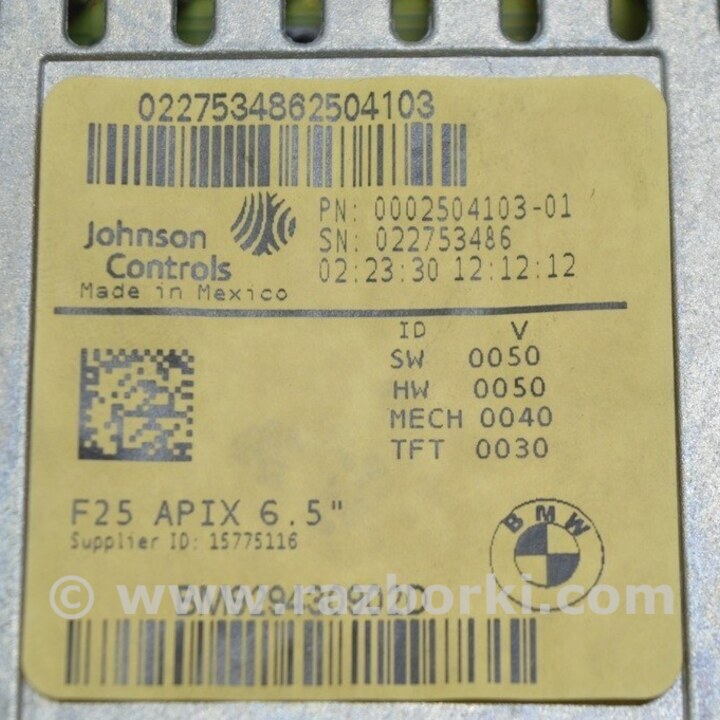 0227534862504103
Johnson Controls
Made in Mexico
PN: 0002504103-01
SN: 022753486
02:23:30 12:12:12
ID V
SW 0050
HW 0050
MECH 0040
TFT 0030
F25 APIX 6.5"
Supplier ID: 15775116
BMW
© www.razborki.com